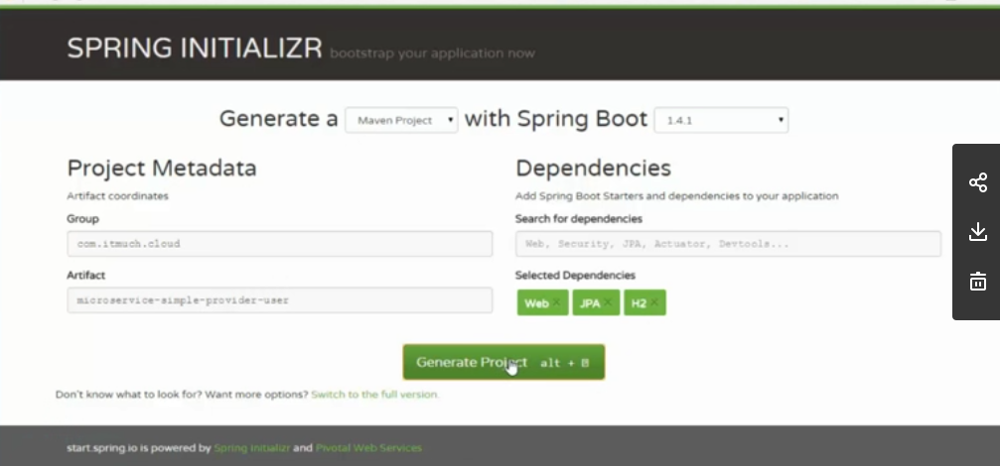 SPRING INITIALIZR bootstrap your application now
Generate a Maven Project with Spring Boot 1.4.1
Project Metadata
Artifact coordinates
Group
com.itmuch.cloud
Artifact
microservice-simple-provider-user
Dependencies
Add Spring Boot Starters and dependencies to your application
Search for dependencies
Web, Security, JPA, Actuator, Devtools...
Selected Dependencies
Web × JPA × H2 ×
Generate Project alt +
Don't know what to look for? Want more options? Switch to the full version.
start.spring.io is powered by Spring Initializr and Pivotal Web Services